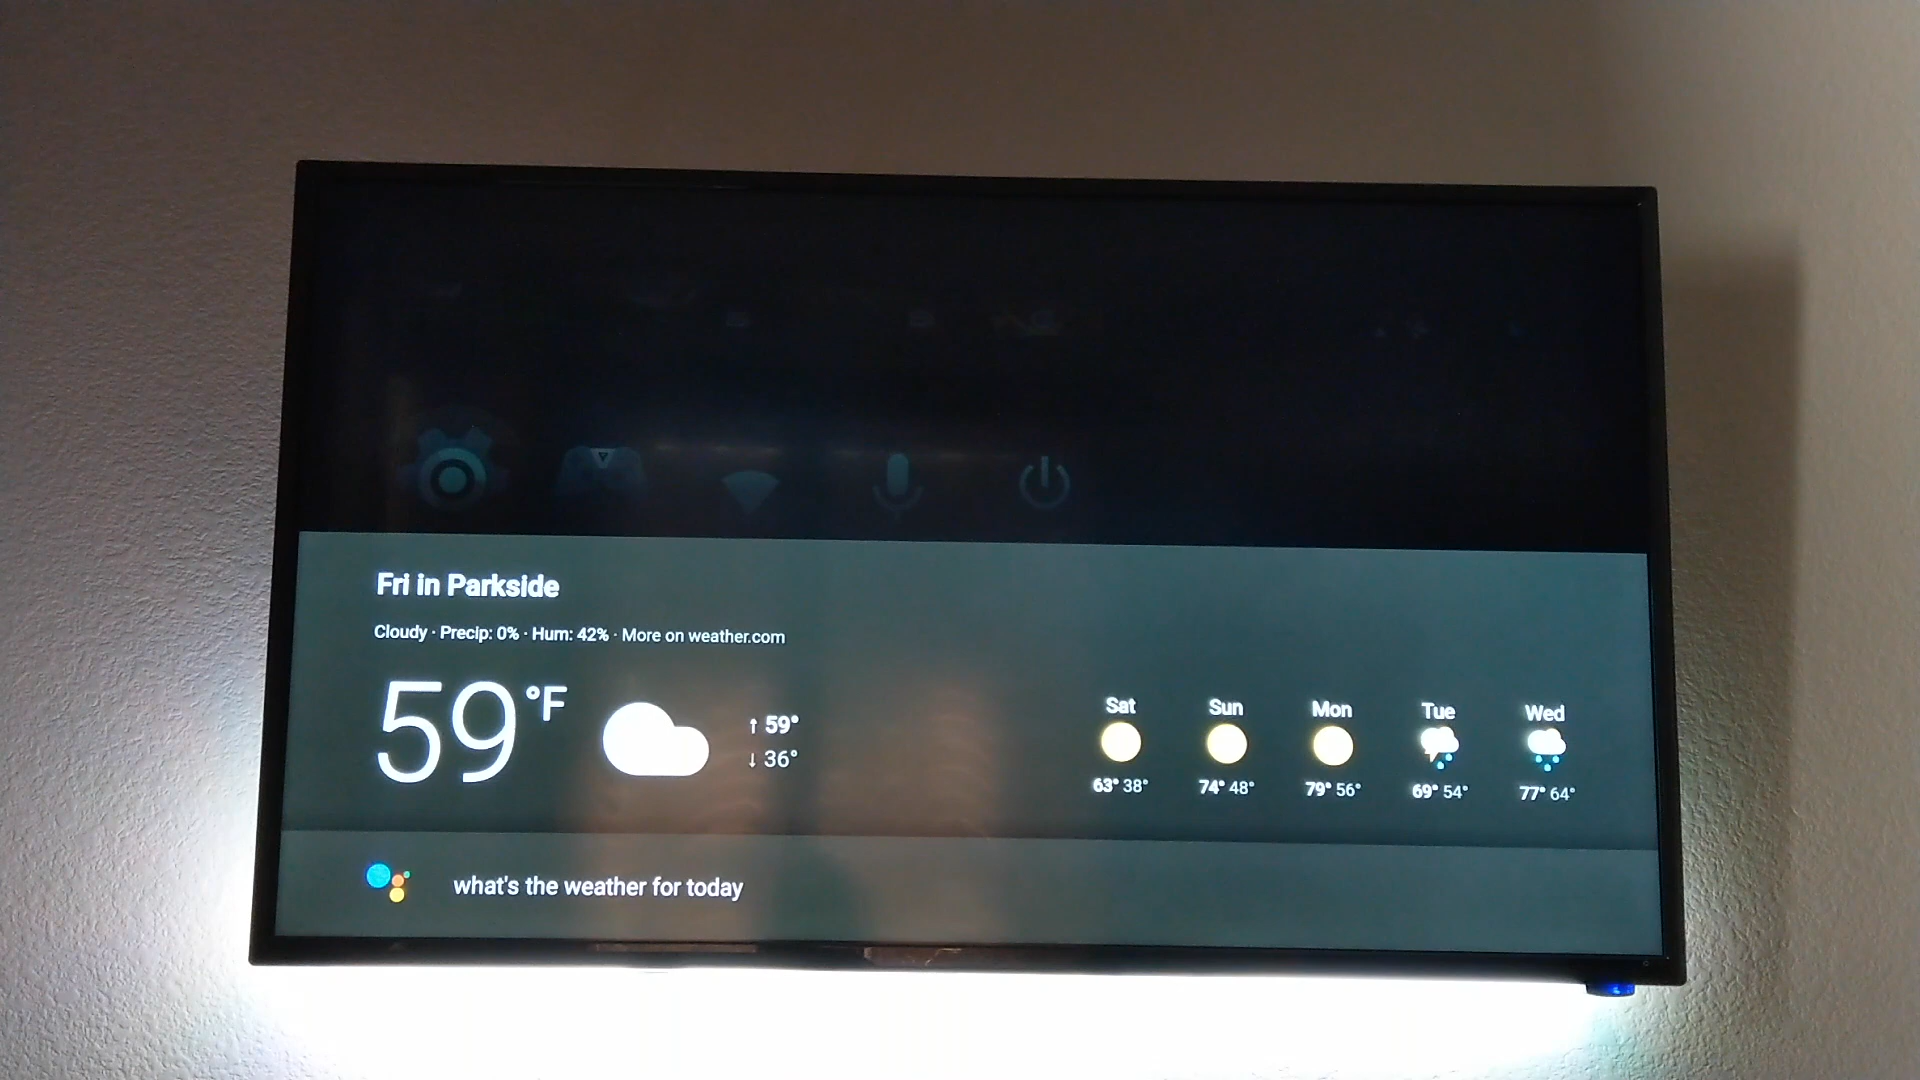 Fri in Parkside
Cloudy · Precip: 0% · Hum: 42% · More on weather.com
59 °F
↑ 59°
↓ 36°
Sat Sun Mon Tue Wed
63° 38° 74° 48° 79° 56° 69° 54° 77° 64°
what's the weather for today